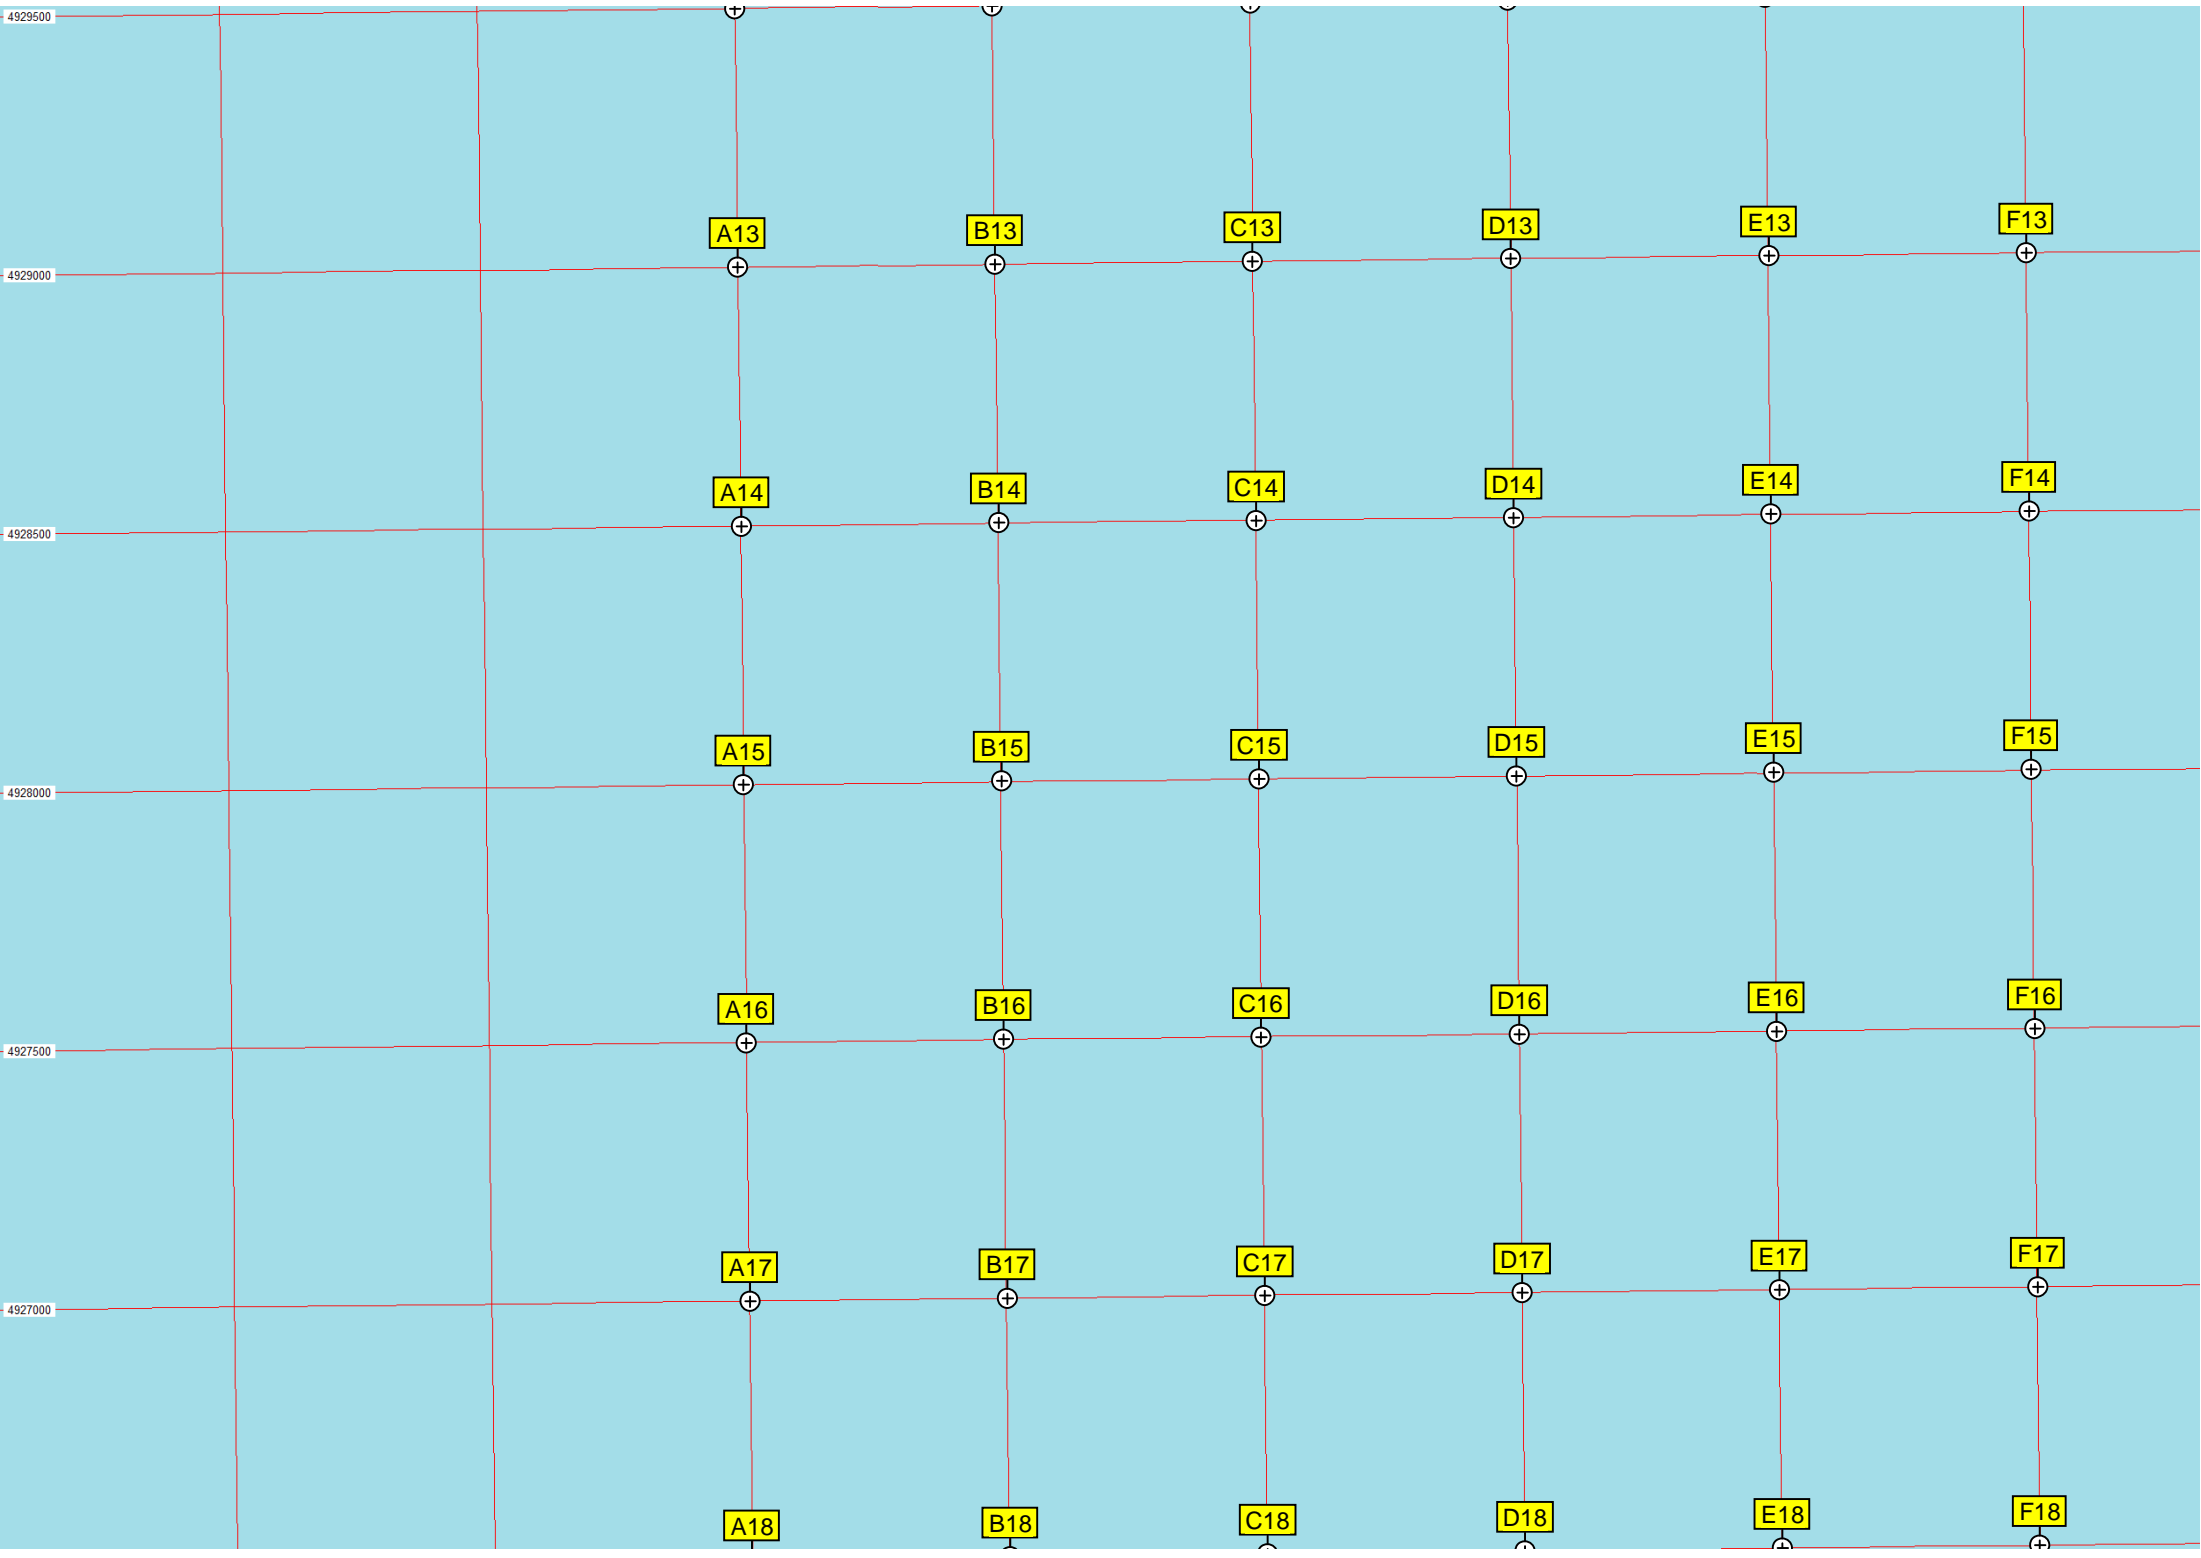 4929500
A13 B13 C13 D13 E13 F13
4929000
A14 B14 C14 D14 E14 F14
4928500
A15 B15 C15 D15 E15 F15
4928000
A16 B16 C16 D16 E16 F16
4927500
A17 B17 C17 D17 E17 F17
4927000
A18 B18 C18 D18 E18 F18